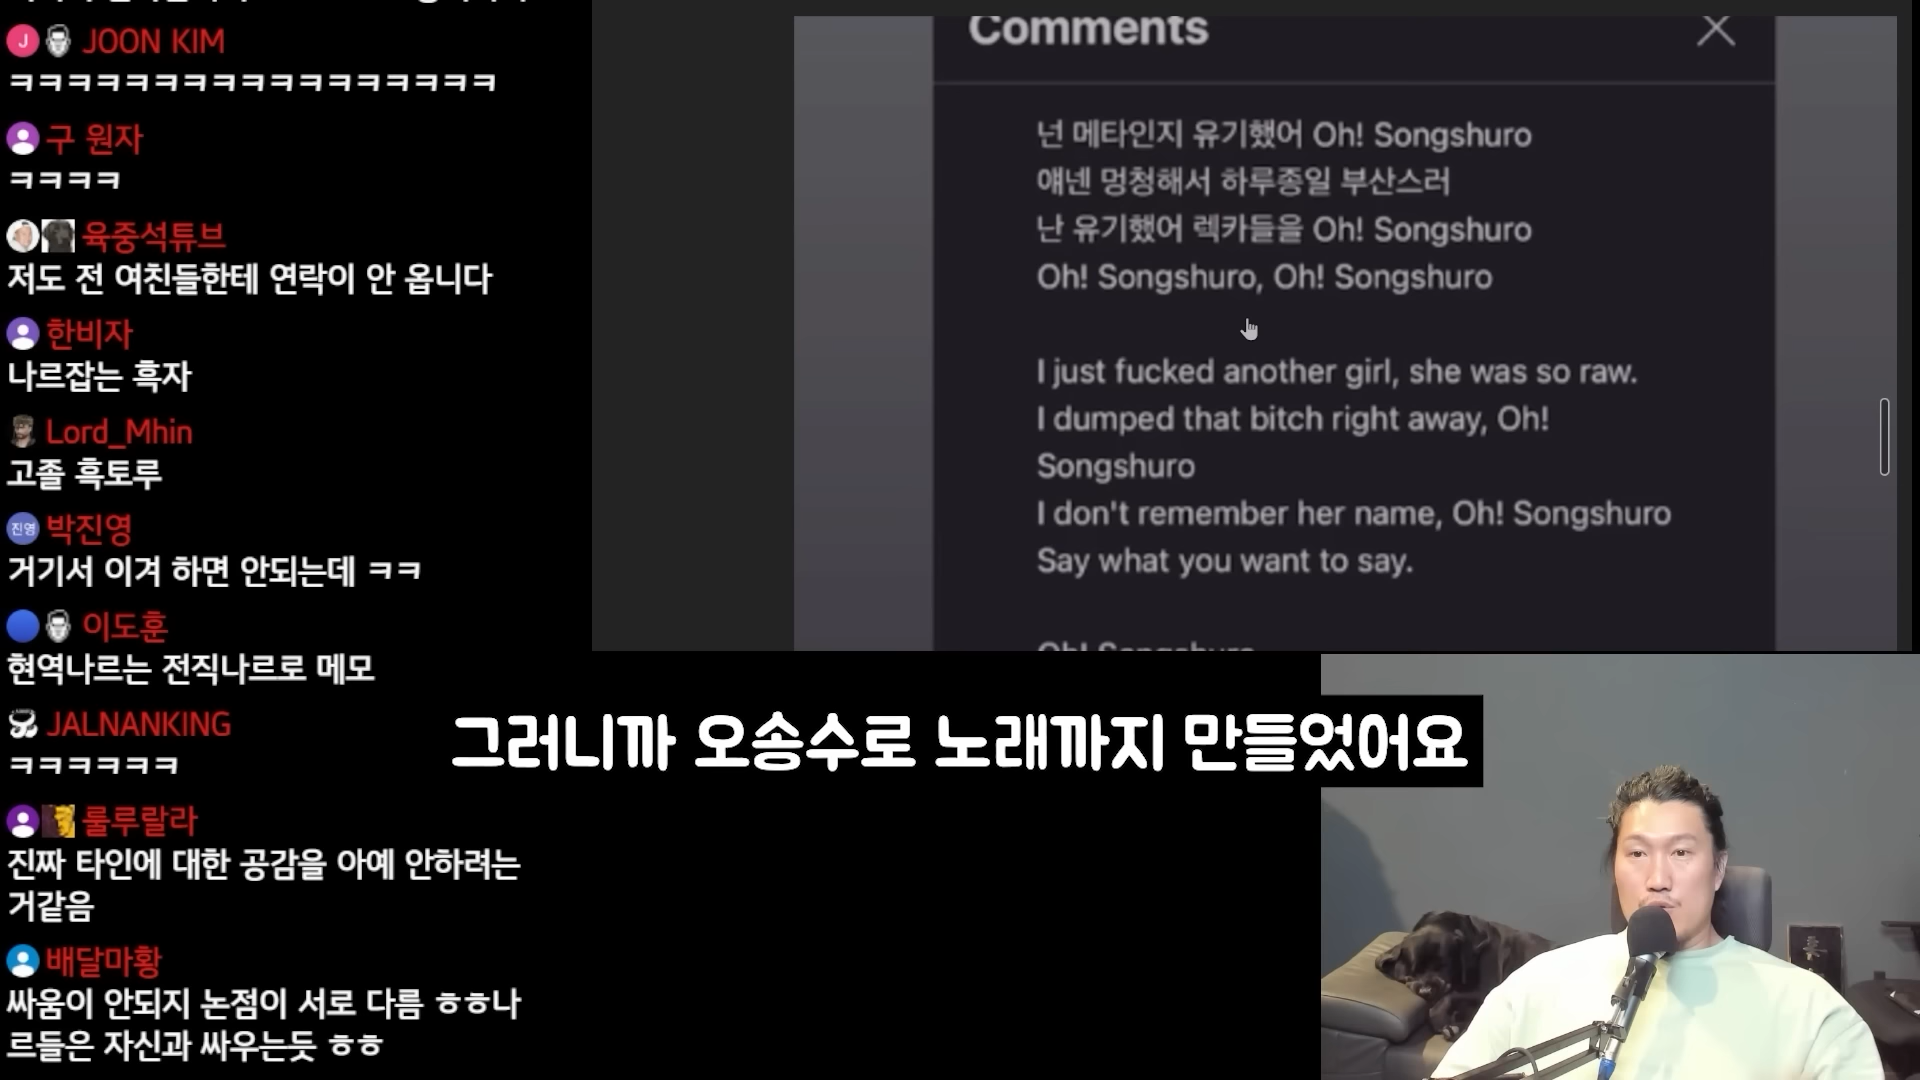 JOON KIM
ㅋㅋㅋㅋㅋㅋㅋㅋㅋㅋㅋㅋㅋㅋㅋㅋㅋ
구 원자
ㅋㅋㅋㅋ
육중석튜브
저도 전 여친들한테 연락이 안 옵니다
한비자
나르잡는 흑자
Lord_Mhin
고졸 흑토루
진영 박진영
거기서 이겨 하면 안되는데 ㅋㅋ
이도훈
현역나르는 전직나르로 메모
JALNANKING
ㅋㅋㅋㅋㅋㅋ
룰루랄라
진짜 타인에 대한 공감을 아예 안하려는
거같음
배달마황
싸움이 안되지 논점이 서로 다름 ㅎㅎ나
르들은 자신과 싸우는듯 ㅎㅎ
Comments
넌 메타인지 유기했어 Oh! Songshuro
얘넨 멍청해서 하루종일 부산스러
난 유기했어 렉카들을 Oh! Songshuro
Oh! Songshuro, Oh! Songshuro
I just fucked another girl, she was so raw.
I dumped that bitch right away, Oh!
Songshuro
I don't remember her name, Oh! Songshuro
Say what you want to say.
Oh! Songshuro
그러니까 오송수로 노래까지 만들었어요